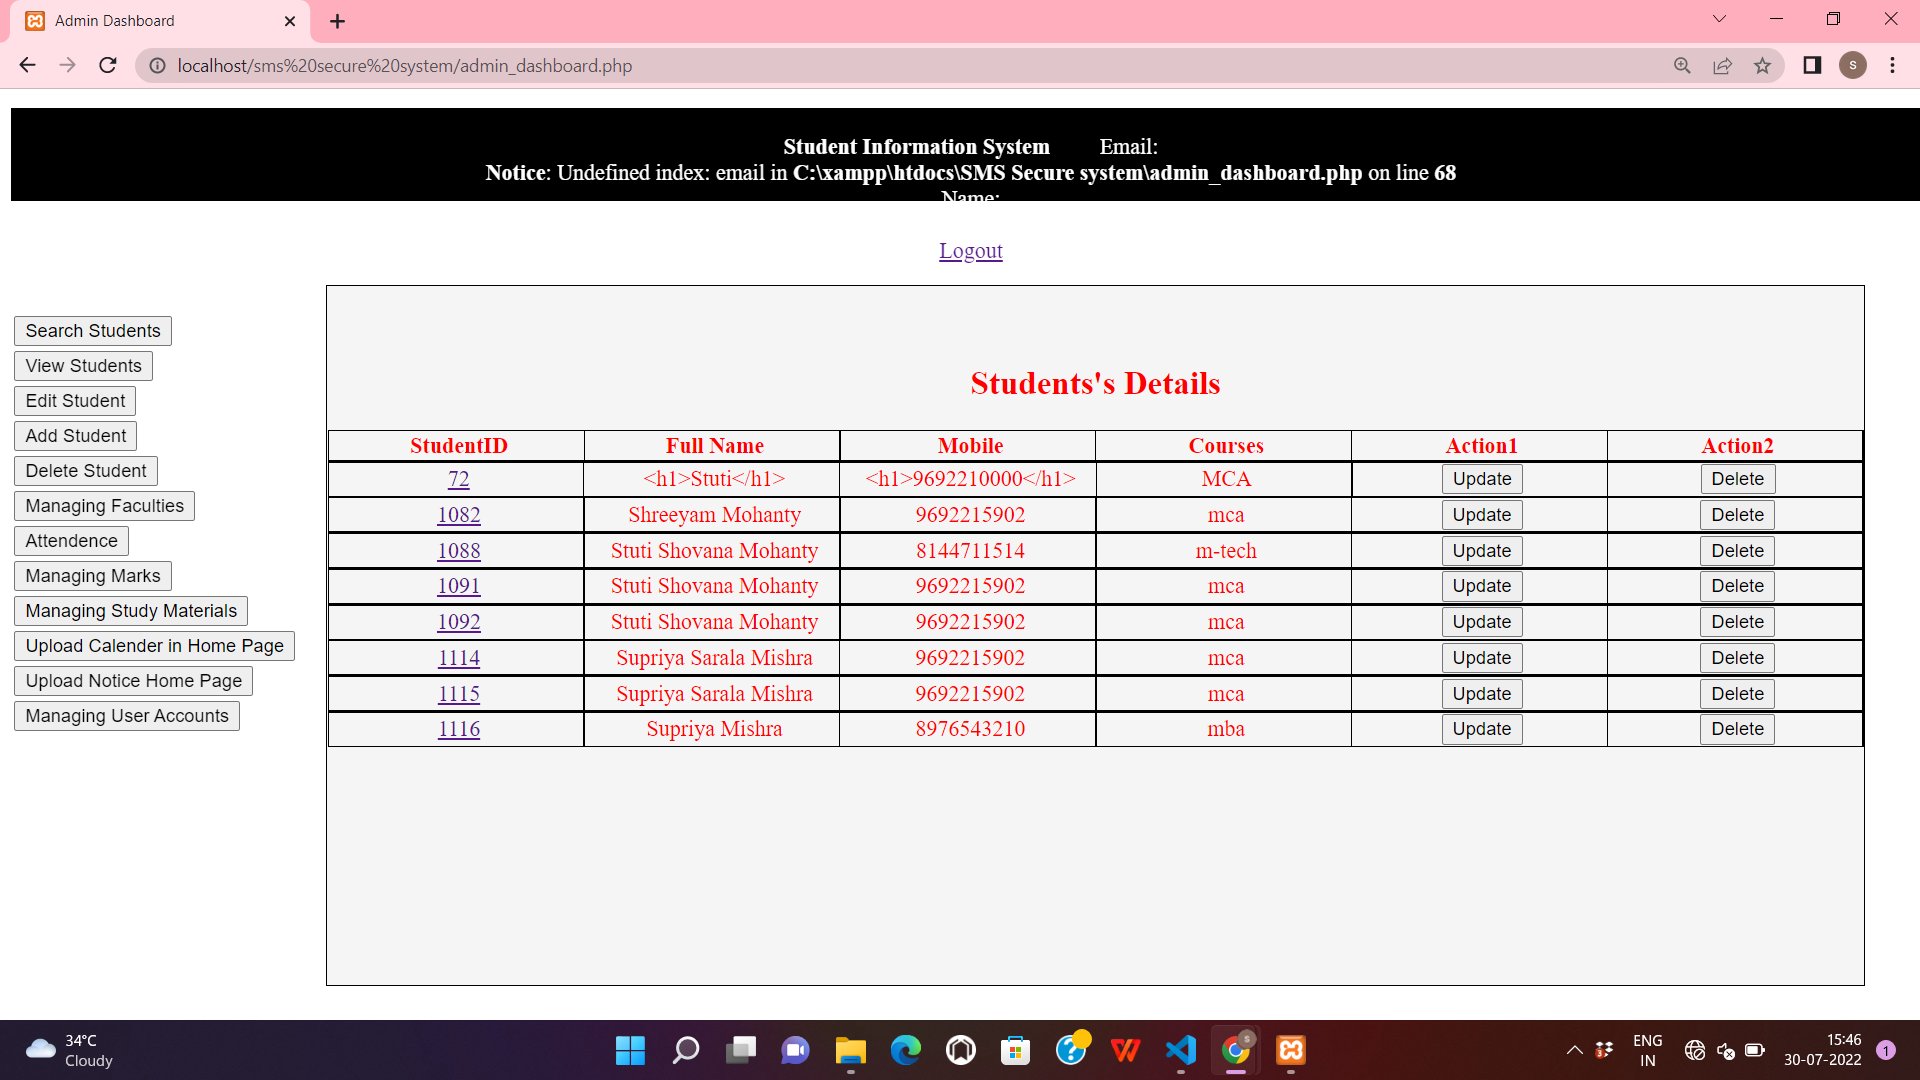 Admin Dashboard
localhost/sms%20secure%20system/admin_dashboard.php
S
Student Information System Email:
Notice: Undefined index: email in C:\xampp\htdocs\SMS Secure system\admin_dashboard.php on line 68
Name:
Logout
Search Students
View Students
Edit Student
Add Student
Delete Student
Managing Faculties
Attendence
Managing Marks
Managing Study Materials
Upload Calender in Home Page
Upload Notice Home Page
Managing User Accounts
Students's Details
StudentID Full Name Mobile Courses Action1 Action2
72 <h1>Stuti</h1> <h1>9692210000</h1> MCA Update Delete
1082 Shreeyam Mohanty 9692215902 mca Update Delete
1088 Stuti Shovana Mohanty 8144711514 m-tech Update Delete
1091 Stuti Shovana Mohanty 9692215902 mca Update Delete
1092 Stuti Shovana Mohanty 9692215902 mca Update Delete
1114 Supriya Sarala Mishra 9692215902 mca Update Delete
1115 Supriya Sarala Mishra 9692215902 mca Update Delete
1116 Supriya Mishra 8976543210 mba Update Delete
34°C
Cloudy
ENG
IN
15:46
30-07-2022
1